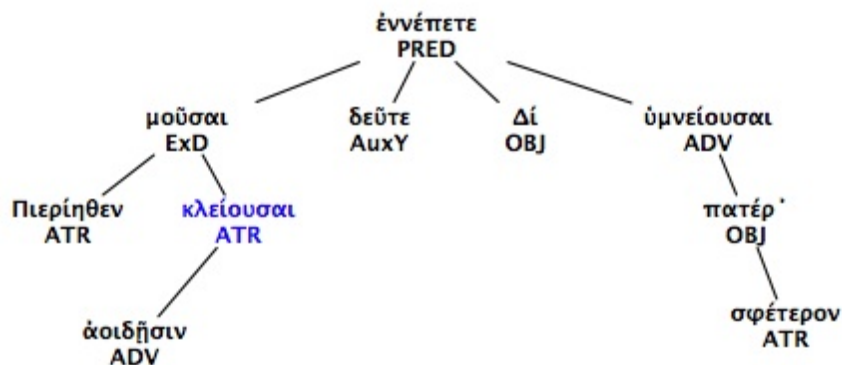 ἐννέπετε
PRED
μοῦσαι δεῦτε Δί ὑμνείουσαι
ExD AuxY OBJ ADV
Πιερίηθεν κλείουσαι πατέρ᾽
ATR ATR OBJ
ἀοιδῇσιν σφέτερον
ADV ATR